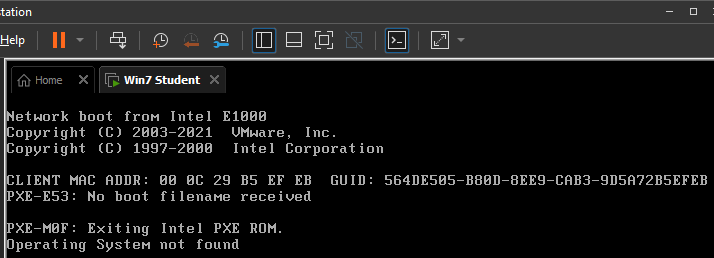 station
Help
Home
Win7 Student
Network boot from Intel E1000
Copyright (C) 2003-2021  VMware, Inc.
Copyright (C) 1997-2000  Intel Corporation
CLIENT MAC ADDR: 00 0C 29 B5 EF EB  GUID: 564DE505-B80D-8EE9-CAB3-9D5A72B5EFEB
PXE-E53: No boot filename received
PXE-M0F: Exiting Intel PXE ROM.
Operating System not found